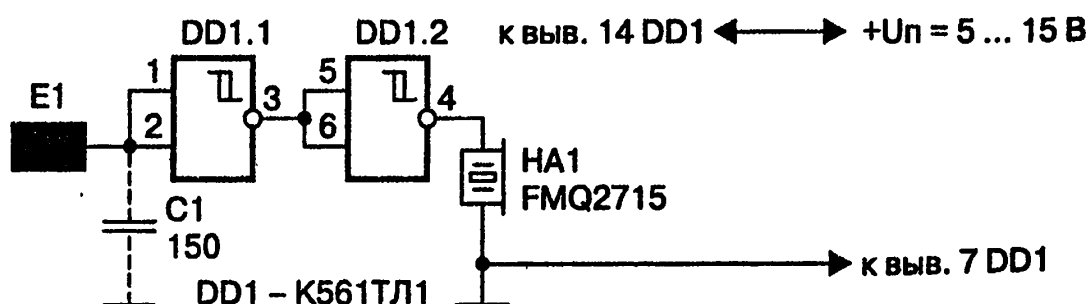 DD1.1
DD1.2
к выв. 14 DD1
+Uп = 5 ... 15 В
E1
1
2
3
5
6
4
HA1
FMQ2715
C1
150
к выв. 7 DD1
DD1 – К561ТЛ1